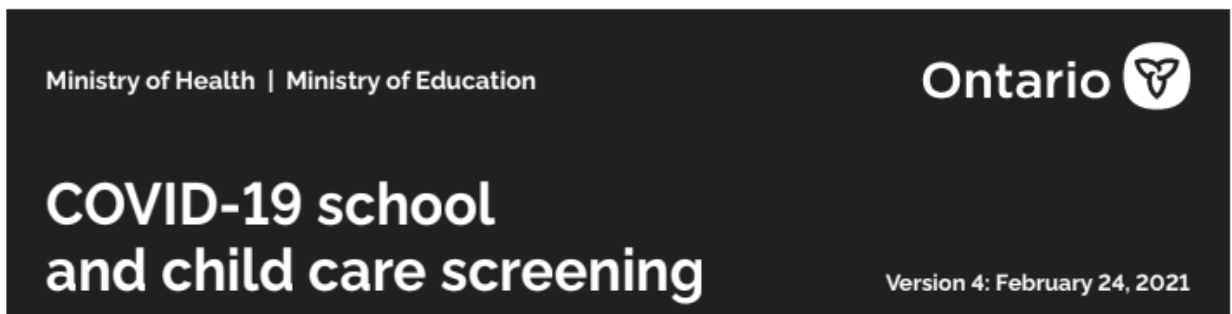 Ministry of Health | Ministry of Education
Ontario
COVID-19 school
and child care screening
Version 4: February 24, 2021